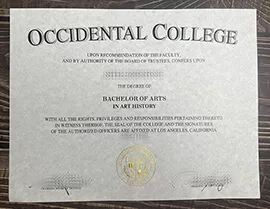 OCCIDENTAL COLLEGE
UPON RECOMMENDATION OF THE FACULTY,
AND BY AUTHORITY OF THE BOARD OF TRUSTEES, CONFERS UPON
THE DEGREE OF
BACHELOR OF ARTS
IN ART HISTORY
WITH ALL THE RIGHTS, PRIVILEGES AND RESPONSIBILITIES PERTAINING THERETO
IN WITNESS THEREOF, THE SEAL OF THE COLLEGE AND THE SIGNATURES
OF THE AUTHORIZED OFFICERS ARE AFFIXED AT LOS ANGELES, CALIFORNIA